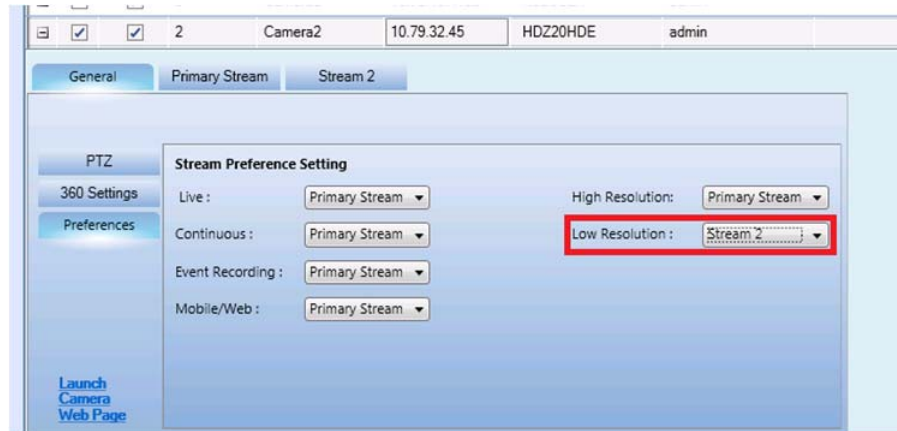 2 Camera2 10.79.32.45 HDZ20HDE admin
General Primary Stream Stream 2
PTZ
360 Settings
Preferences
Stream Preference Setting
Live : Primary Stream High Resolution: Primary Stream
Continuous : Primary Stream Low Resolution : Stream 2
Event Recording : Primary Stream
Mobile/Web : Primary Stream
Launch
Camera
Web Page